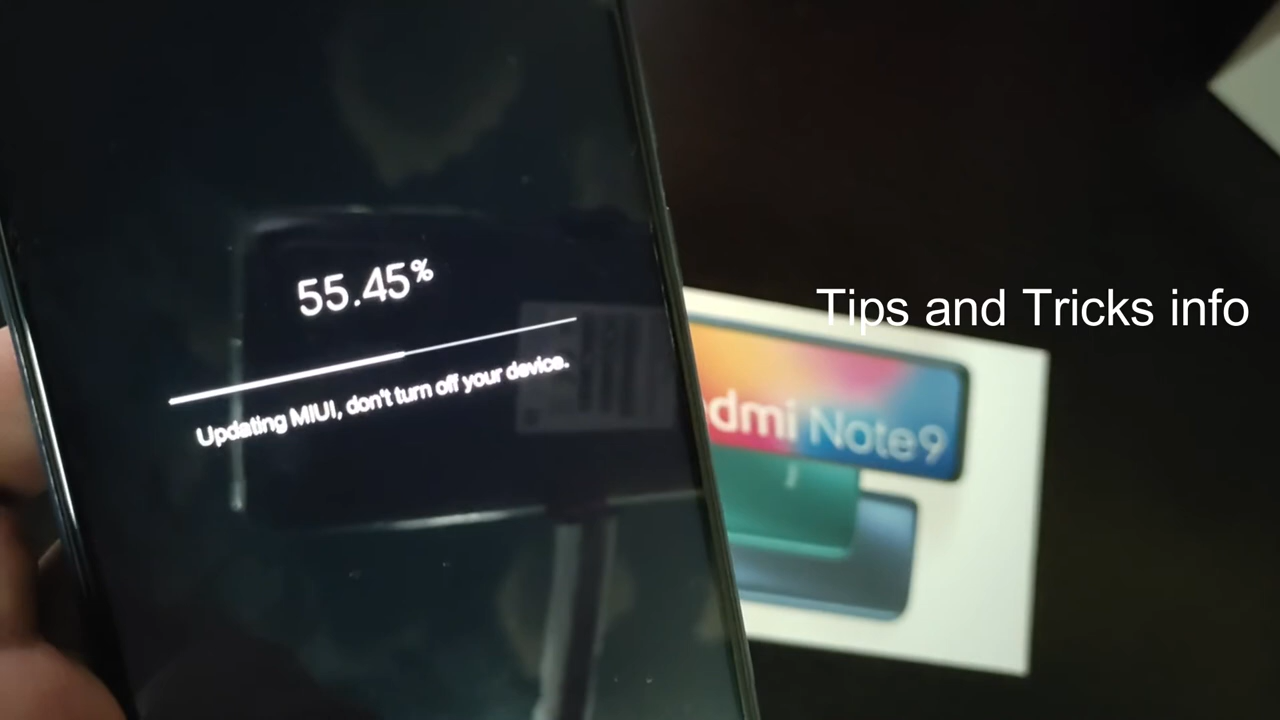 55.45%
Updating MIUI, don't turn off your device.
Tips and Tricks info
dmi Note9